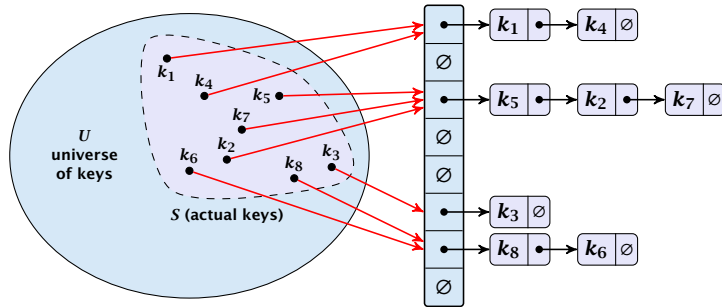 k1
k4
k5
k7
k2
k6
k8
k3
U
universe
of keys
S (actual keys)
k1 k4 ∅
∅
k5 k2 k7 ∅
∅
∅
k3 ∅
k8 k6 ∅
∅